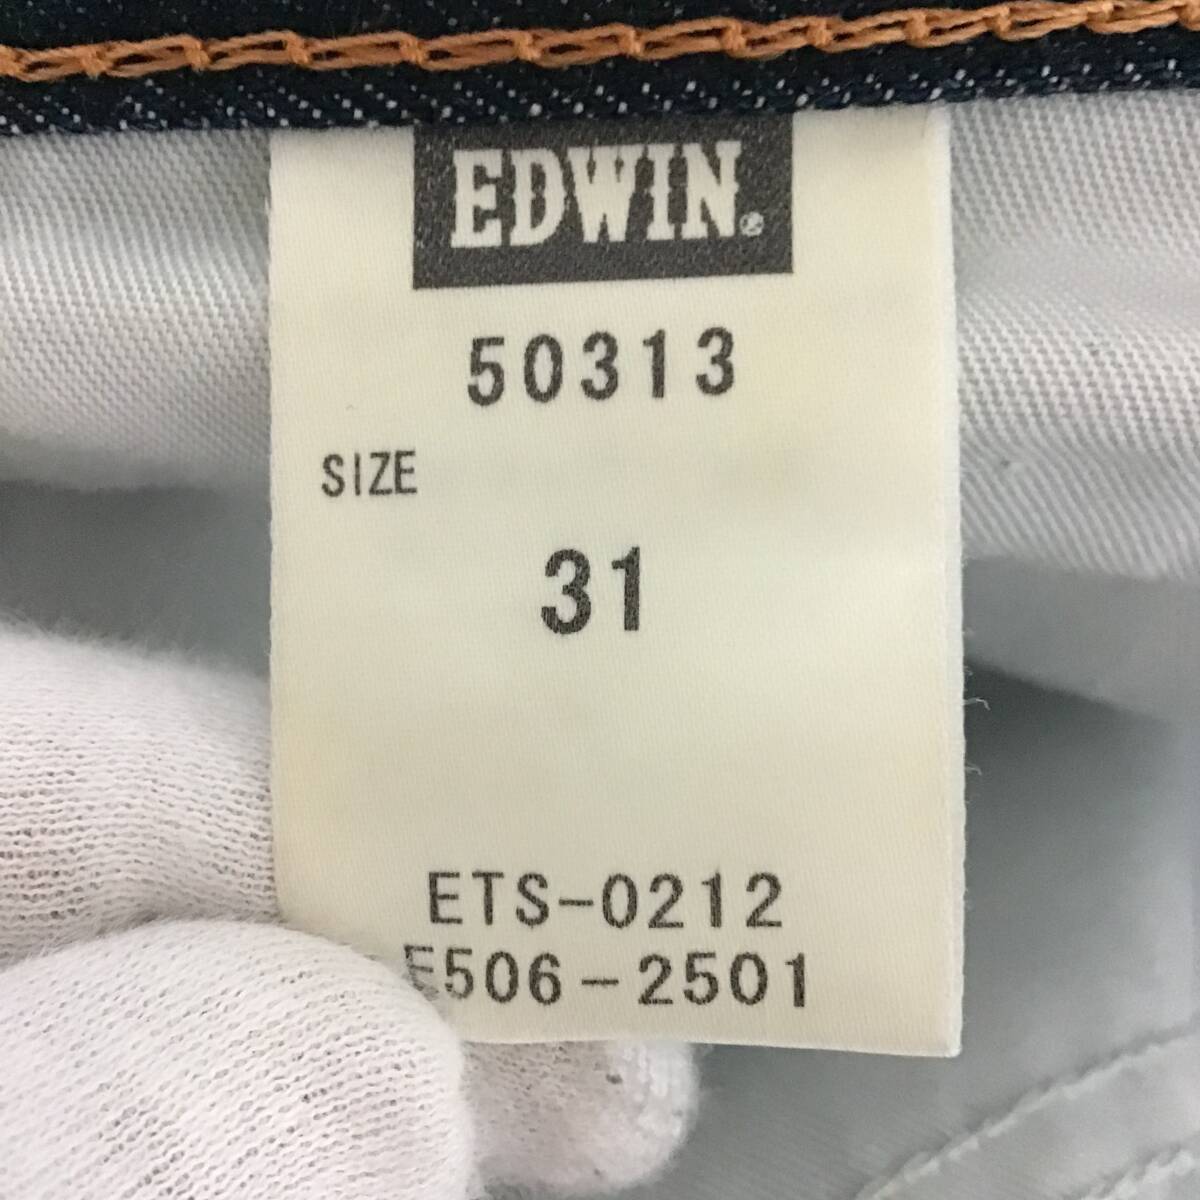 EDWIN®
50313
SIZE
31
ETS-0212
E506-2501